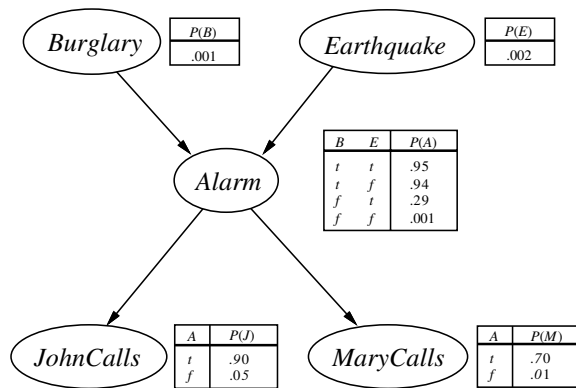 Burglary
P(B)
.001
Earthquake
P(E)
.002
Alarm
B E P(A)
t t .95
t f .94
f t .29
f f .001
JohnCalls
A P(J)
t .90
f .05
MaryCalls
A P(M)
t .70
f .01